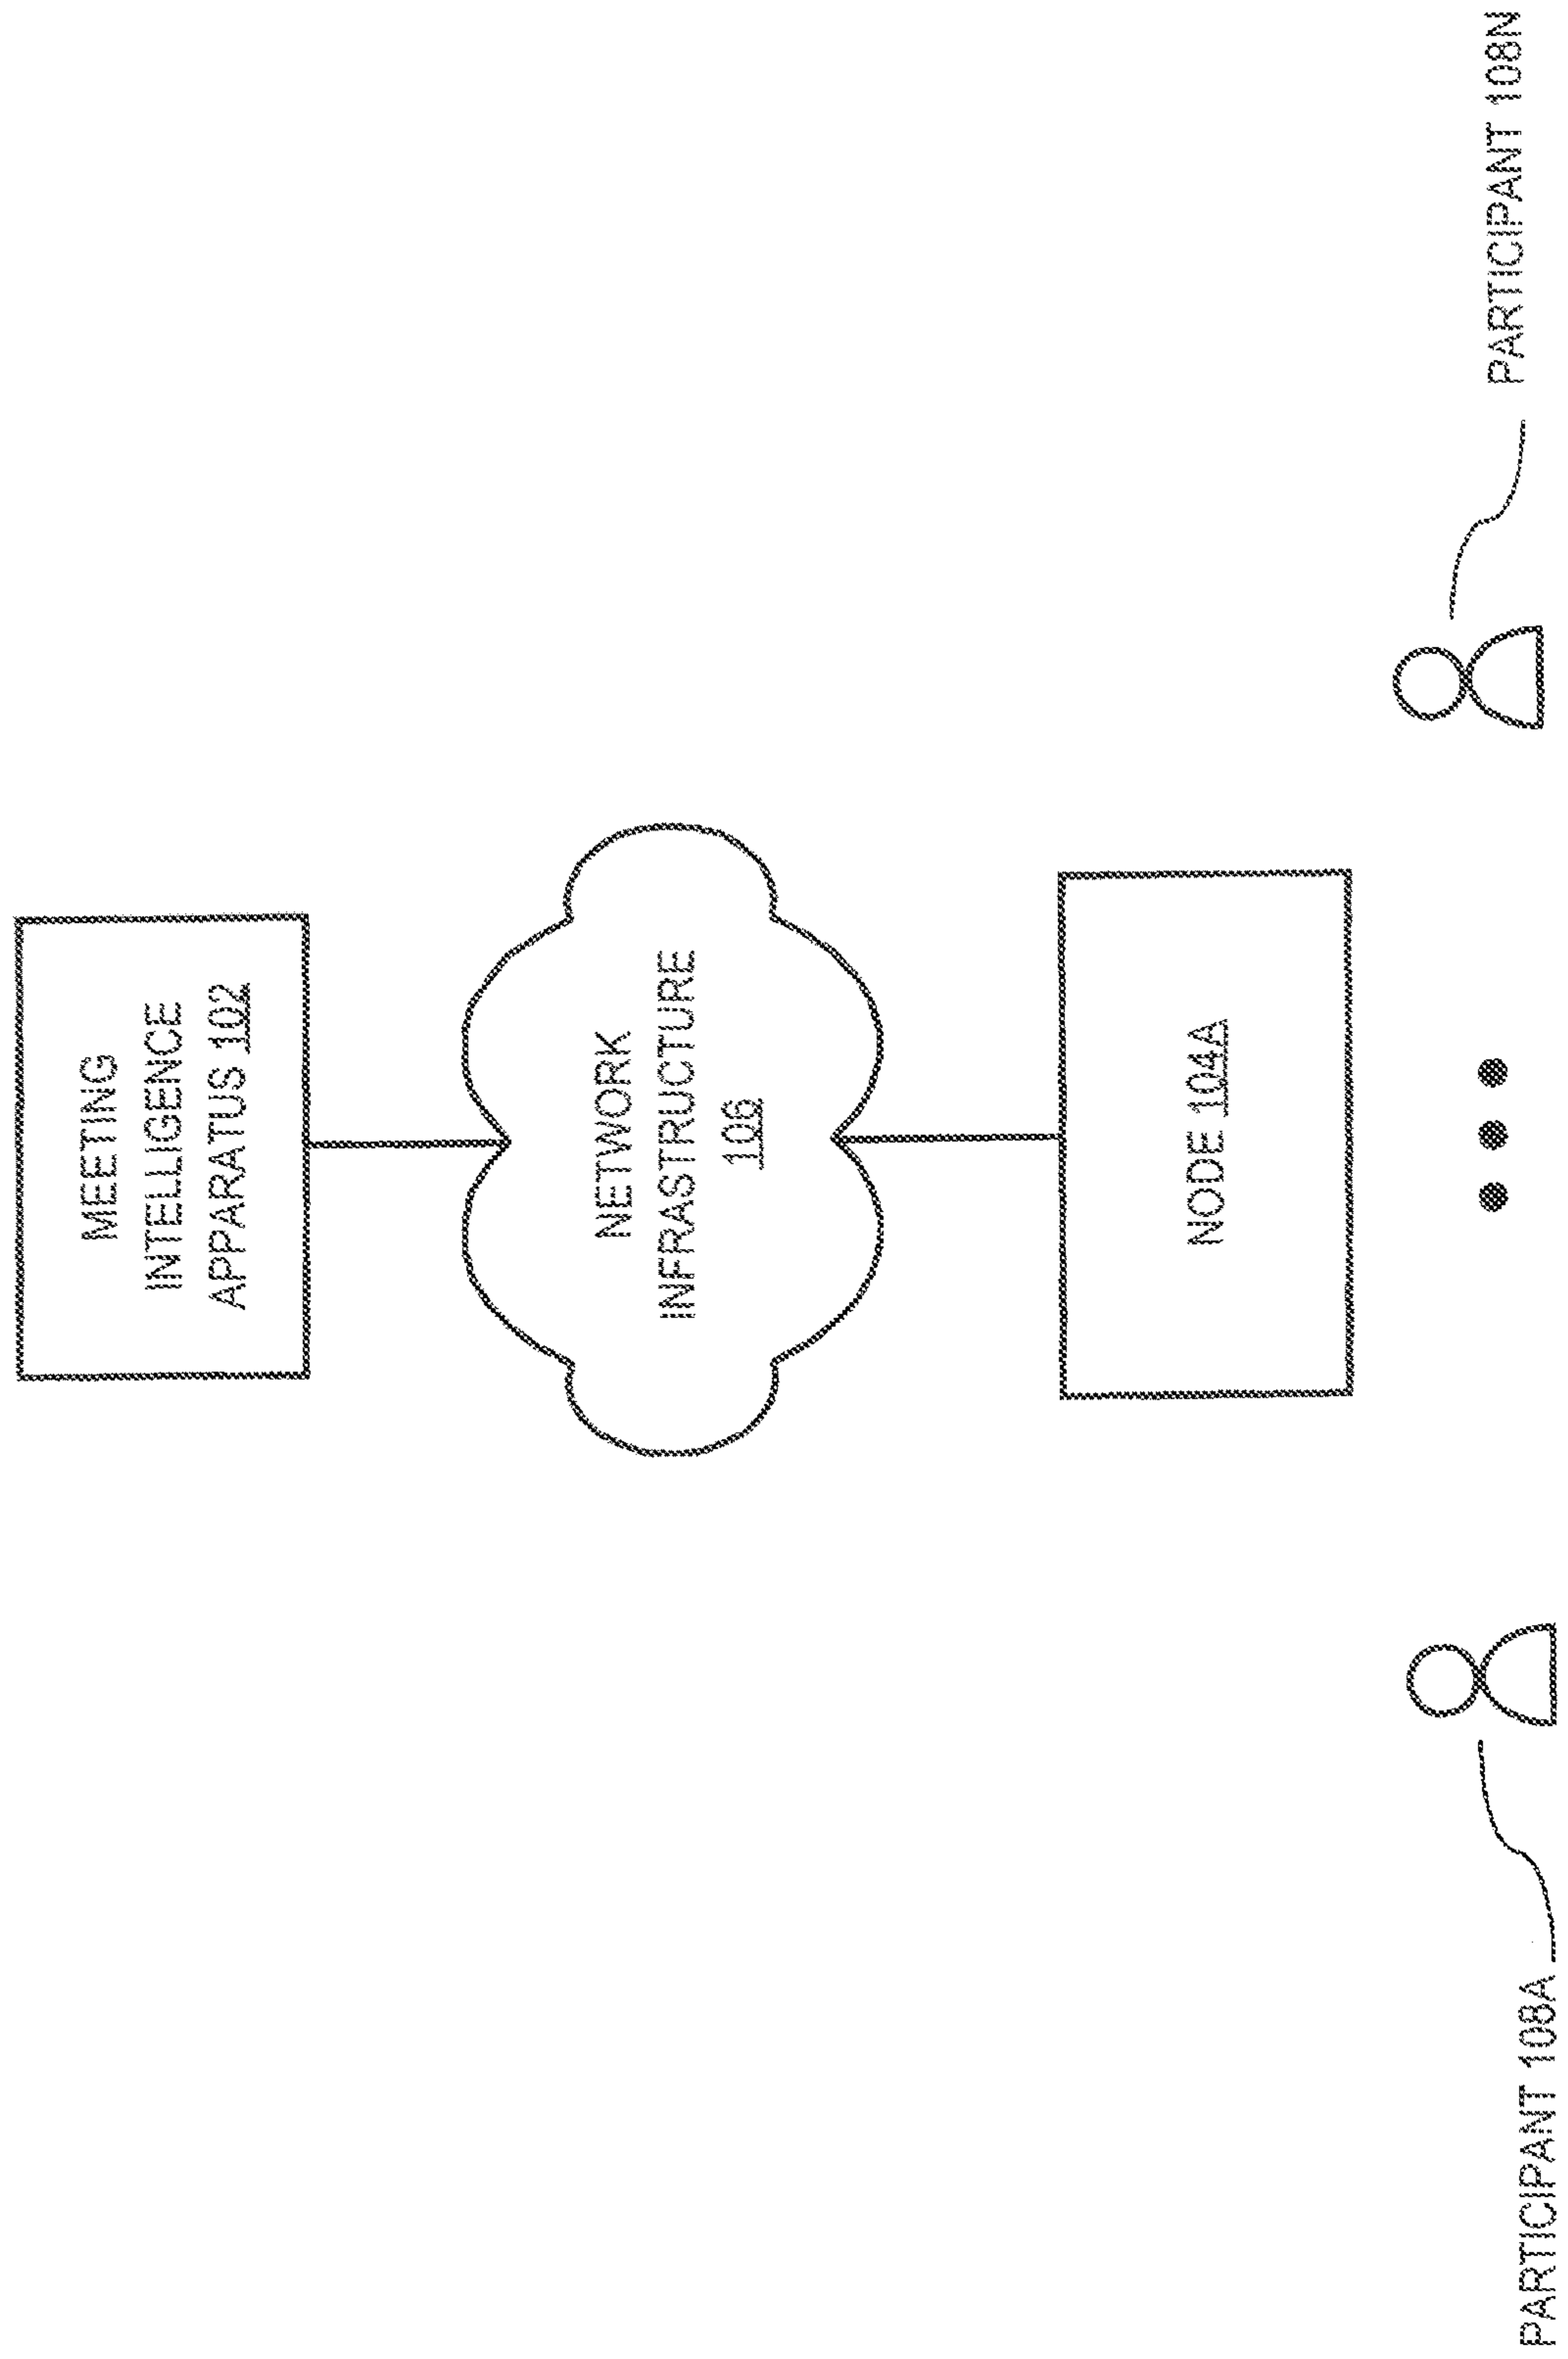 MEETING
INTELLIGENCE
APPARATUS 102
NETWORK
INFRASTRUCTURE
106
NODE 104A
PARTICIPANT 108A
PARTICIPANT 108N